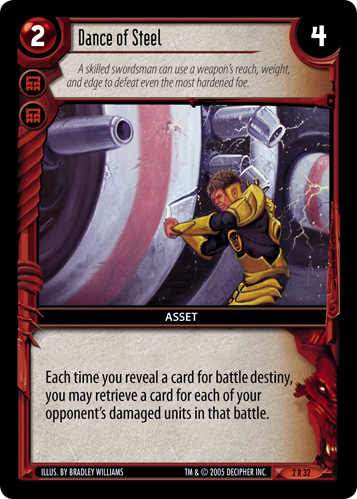 2 Dance of Steel 4
A skilled swordsman can use a weapon's reach, weight,
and edge to defeat even the most hardened foe.
ASSET
Each time you reveal a card for battle destiny,
you may retrieve a card for each of your
opponent's damaged units in that battle.
ILLUS. BY BRADLEY WILLIAMS TM & © 2005 DECIPHER INC. 2 R 32